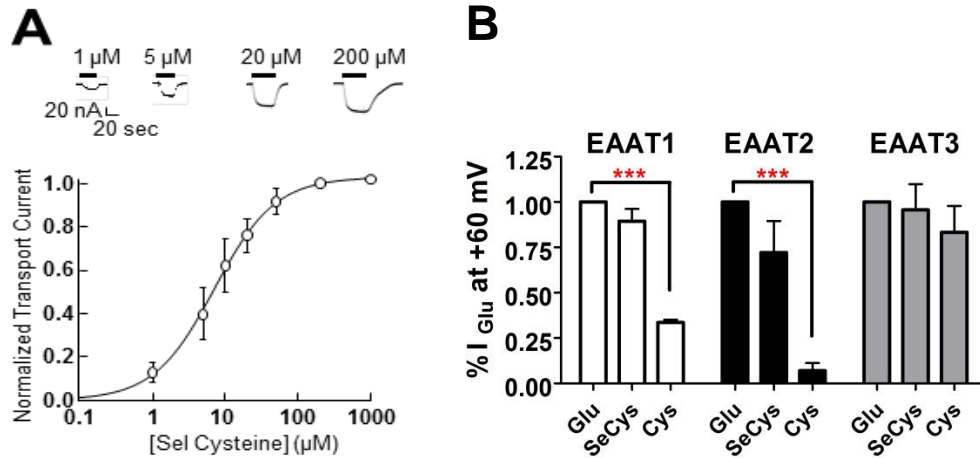 A
1 µM 5 µM 20 µM 200 µM
20 nA
20 sec
Normalized Transport Current
1.0
0.8
0.6
0.4
0.2
0.0
0.1 1 10 100 1000
[Sel Cysteine] (µM)
B
EAAT1 EAAT2 EAAT3
*** ***
% I Glu at +60 mV
1.25
1.00
0.75
0.50
0.25
0.00
Glu SeCys Cys Glu SeCys Cys Glu SeCys Cys